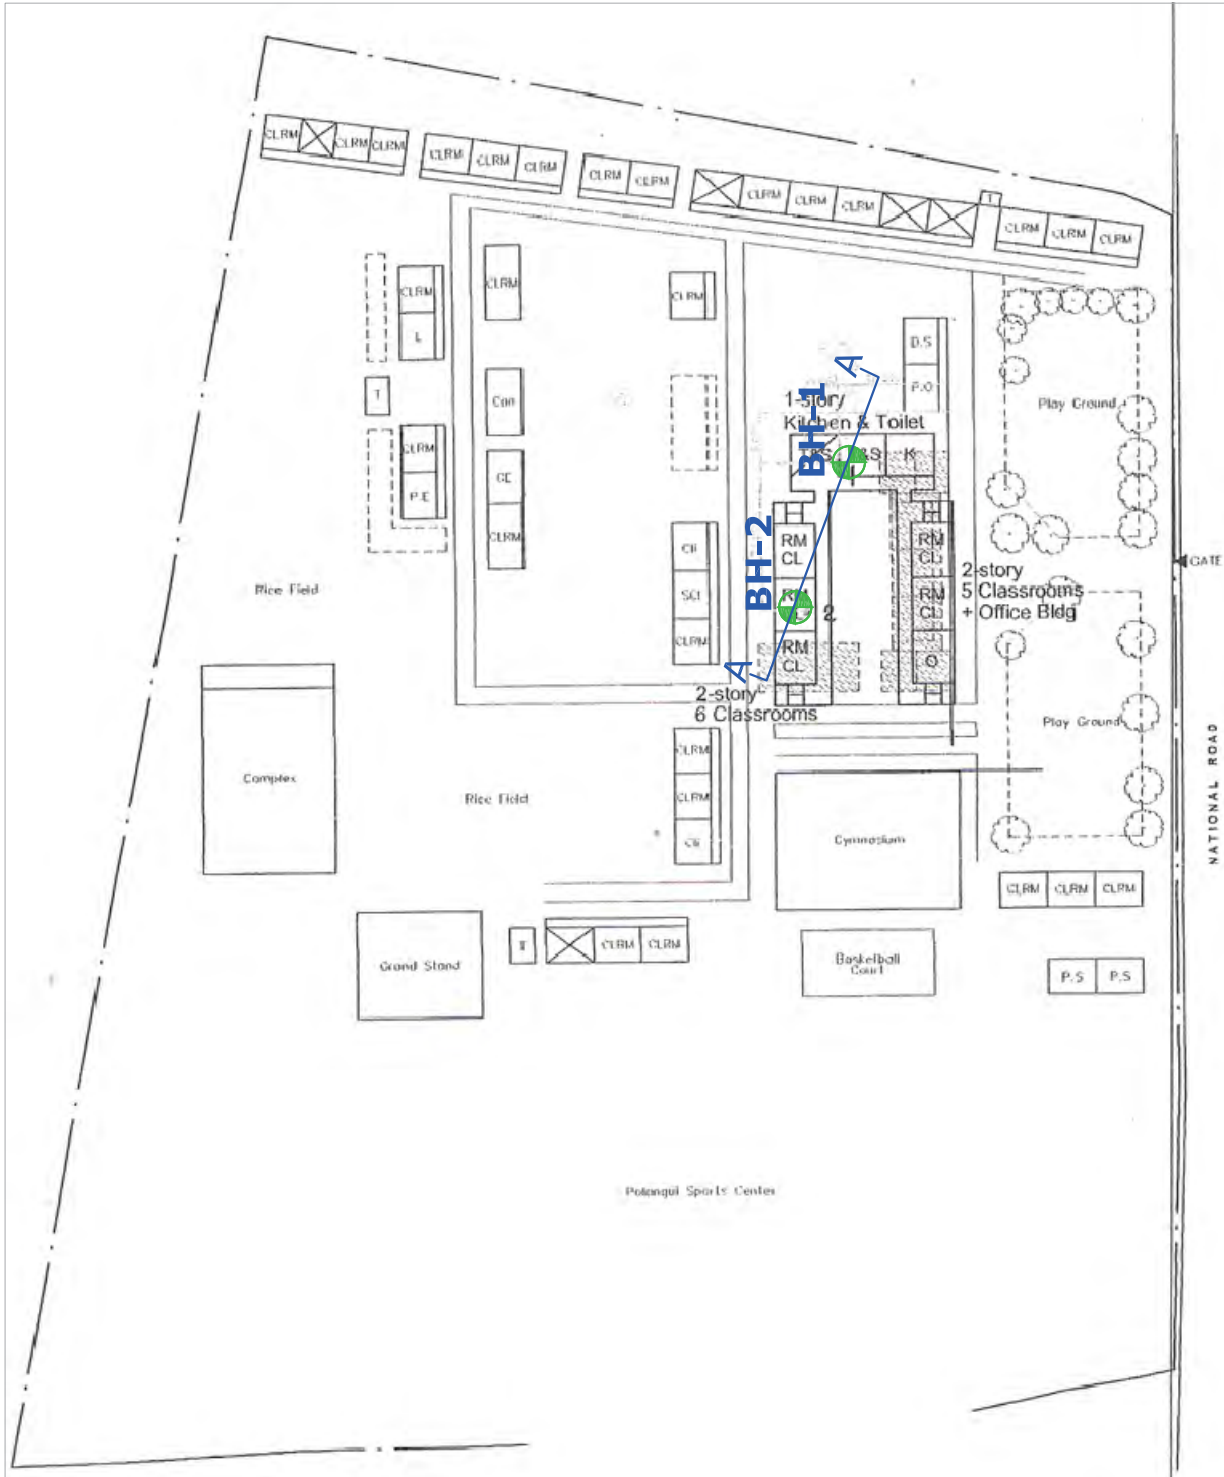 CLRM
CLRM
CLRM
CLRM
CLRM
CLRM
CLRM
CLRM
CLRM
CLRM
CLRM
T
CLRM
CLRM
CLRM
CLRM
L
CLRM
CLRM
D.S
P.O
A
T
1-story
Kitchen & Toilet
Play Ground
BH-1
K
CLRM
P.E
CLRM
BH-2
RM
CL
RM
CL
GATE
2-story
5 Classrooms
+ Office Bldg
RM
CL
2
Rice Field
SCI
CLRM
RM
CL
O
A
2-story
6 Classrooms
Play Ground
NATIONAL ROAD
Complex
Rice Field
CLRM
CLRM
Gymnasium
CLRM
CLRM
CLRM
Grand Stand
CLRM
CLRM
Basketball
Court
P.S
P.S
Polangui Sports Center